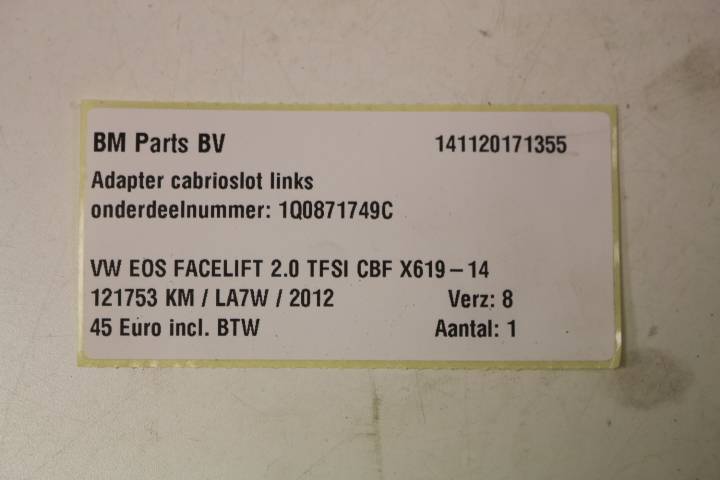 BM Parts BV 141120171355
Adapter cabrioslot links
onderdeelnummer: 1Q0871749C
VW EOS FACELIFT 2.0 TFSI CBF X619 – 14
121753 KM / LA7W / 2012 Verz: 8
45 Euro incl. BTW Aantal: 1